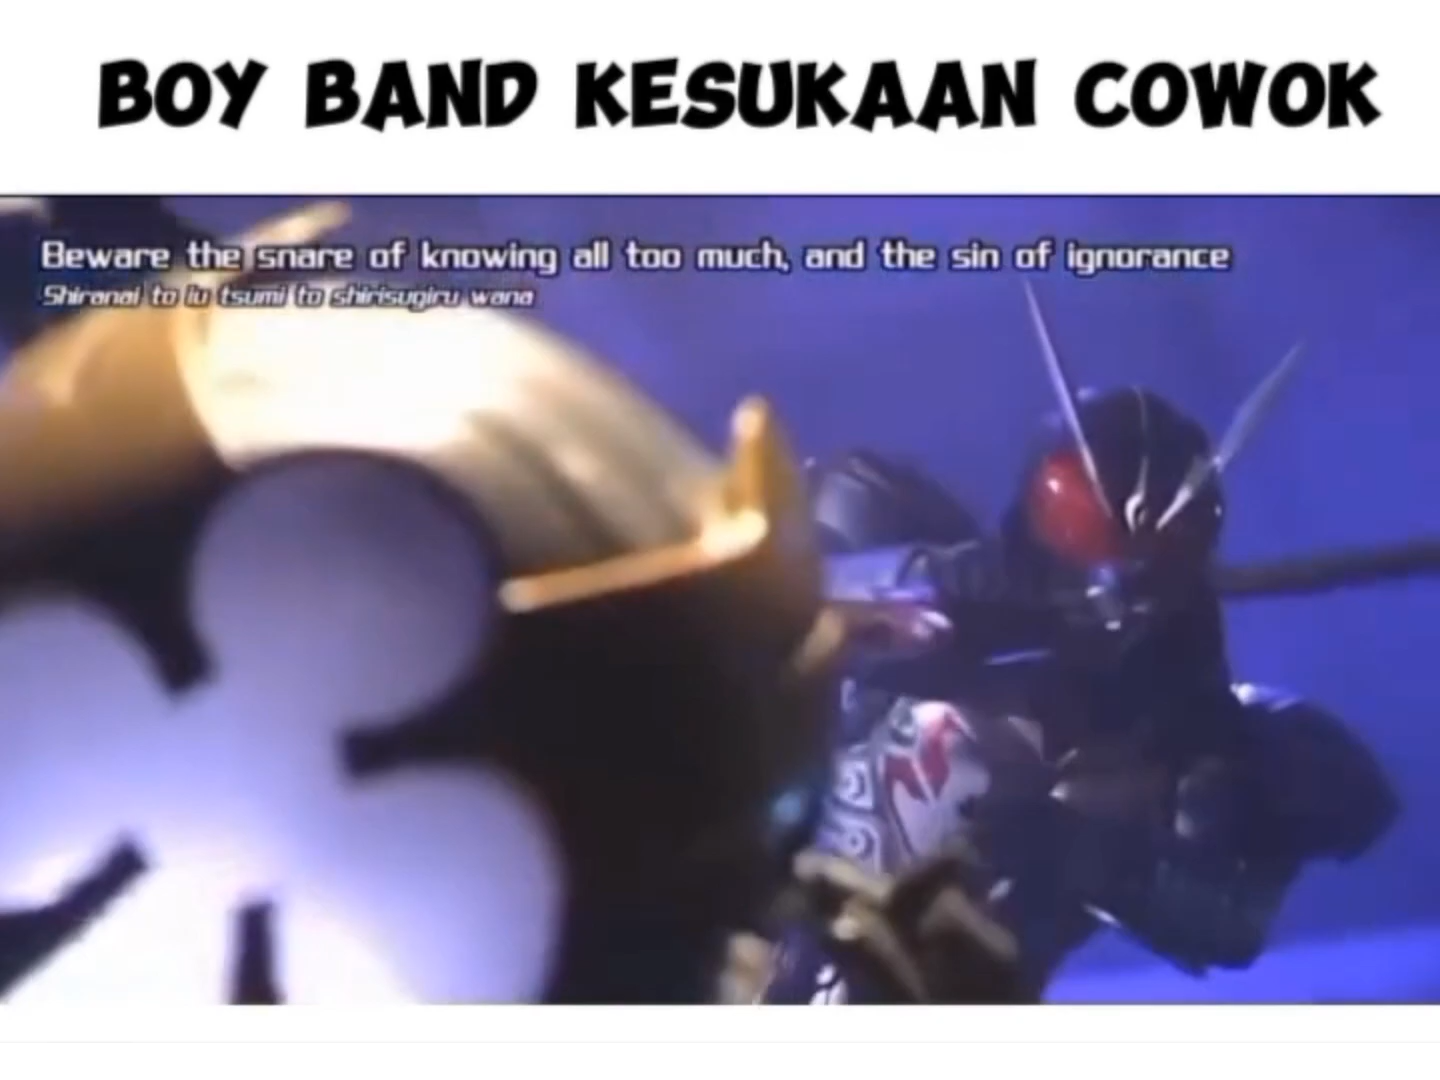 BOY BAND KESUKAAN COWOK
Beware the snare of knowing all too much, and the sin of ignorance
Shiranai to iu tsumi to shirisugiru wana